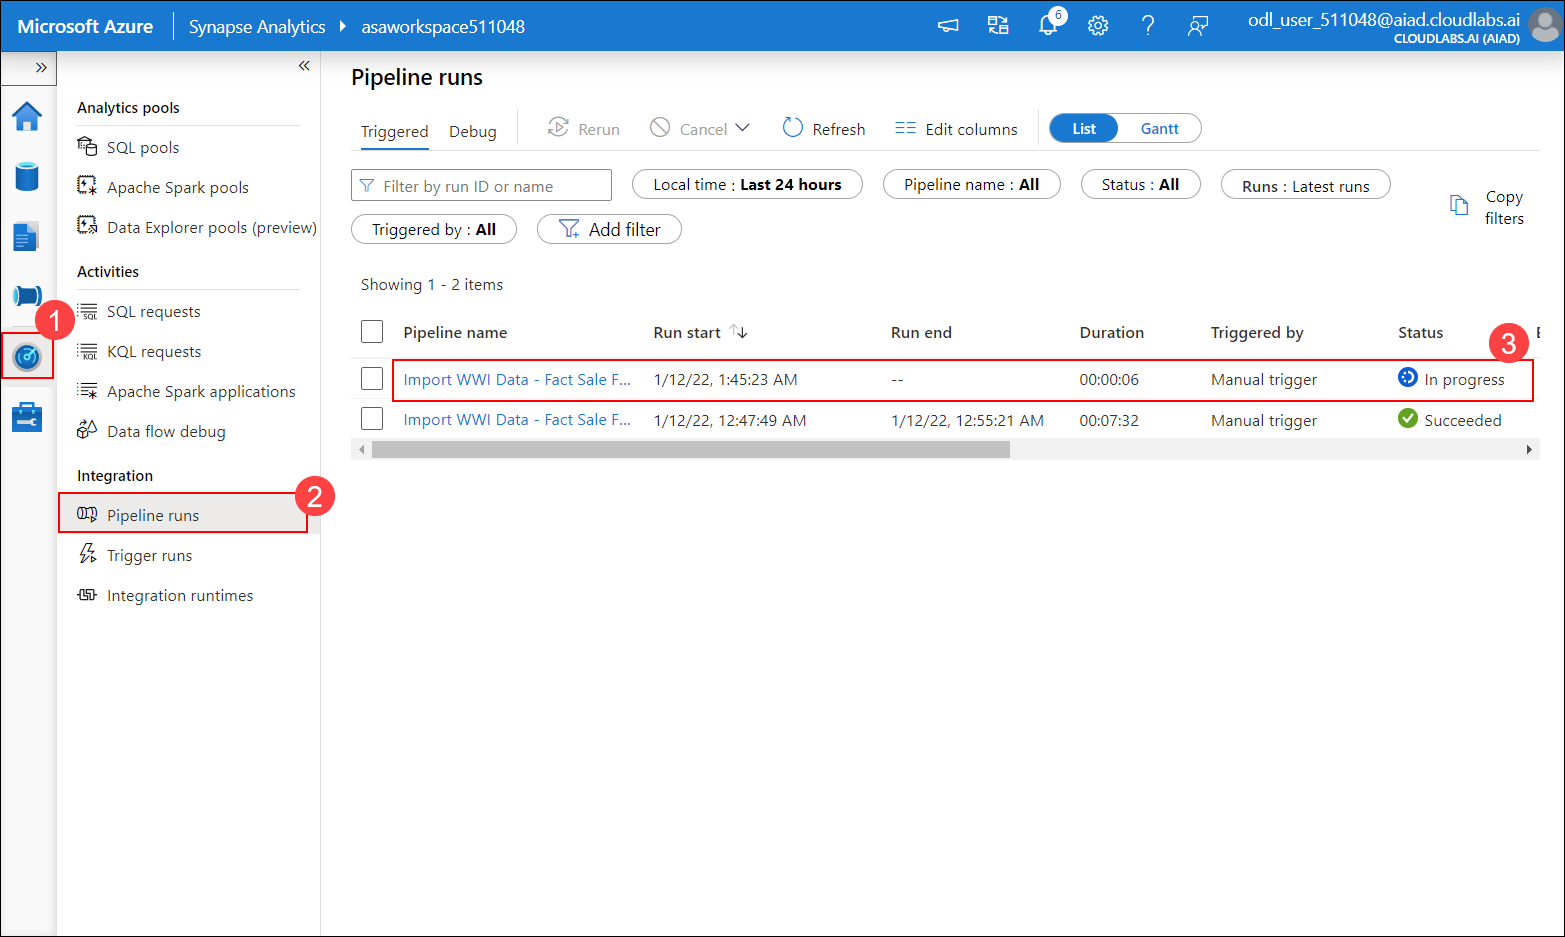 Microsoft Azure
Synapse Analytics
asaworkspace511048
6
odl_user_511048@aiad.cloudlabs.ai
CLOUDLABS.AI (AIAD)
»
«
Analytics pools
SQL pools
Apache Spark pools
Data Explorer pools (preview)
Activities
SQL
SQL requests
KQL
KQL requests
Apache Spark applications
Data flow debug
Integration
Pipeline runs
Trigger runs
Integration runtimes
1
2
Pipeline runs
Triggered
Debug
Rerun
Cancel
Refresh
Edit columns
List
Gantt
Filter by run ID or name
Local time : Last 24 hours
Pipeline name : All
Status : All
Runs : Latest runs
Copy
filters
Triggered by : All
Add filter
Showing 1 - 2 items
Pipeline name Run start Run end Duration Triggered by Status
3
Import WWI Data - Fact Sale F... 1/12/22, 1:45:23 AM -- 00:00:06 Manual trigger In progress
Import WWI Data - Fact Sale F... 1/12/22, 12:47:49 AM 1/12/22, 12:55:21 AM 00:07:32 Manual trigger Succeeded